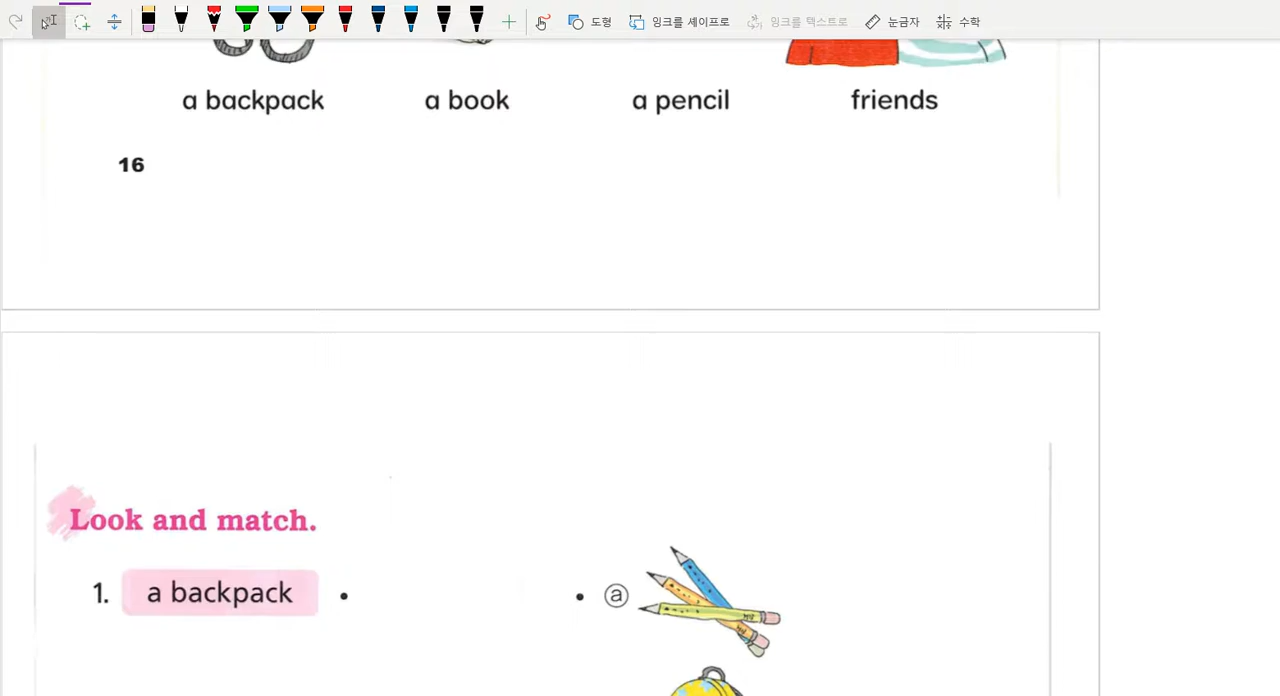 도형 잉크를 셰이프로 잉크를 텍스트로 눈금자 수학
a backpack a book a pencil friends
16
Look and match.
1. a backpack • • ⓐ